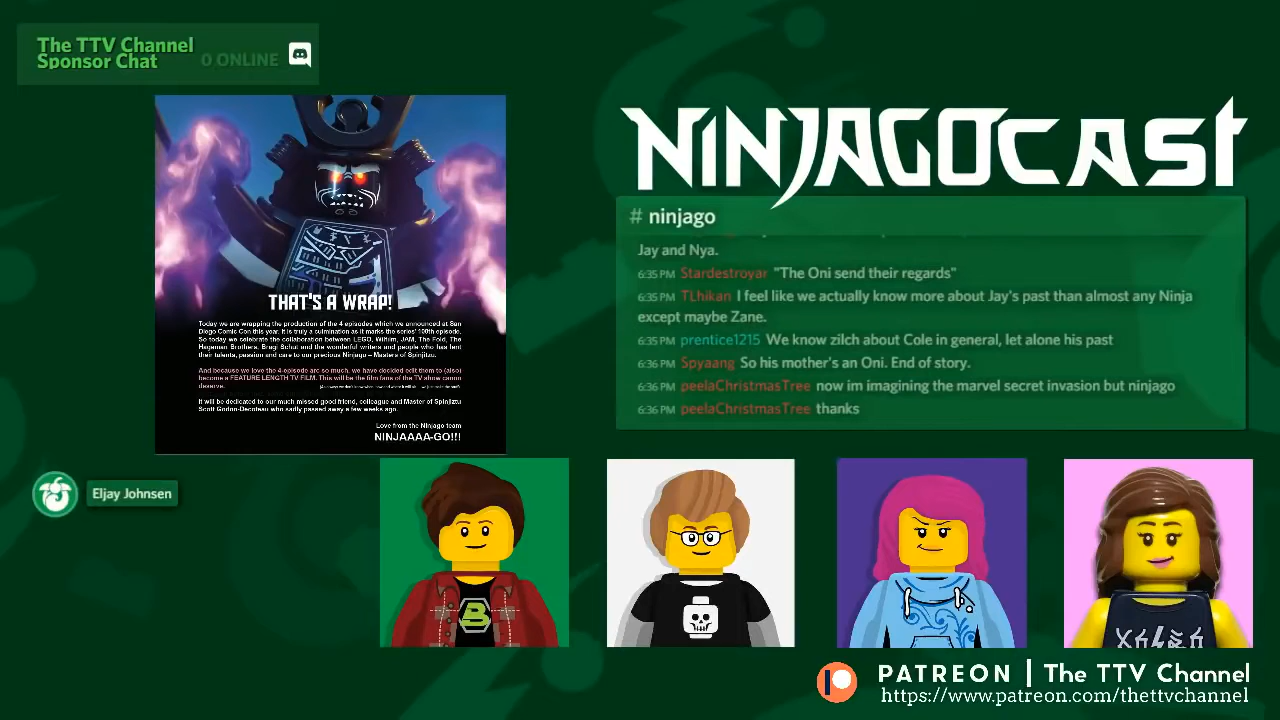 The TTV Channel
Sponsor Chat
0 ONLINE
NINJAGOCAST
# ninjago
Jay and Nya.
6:35 PM Stardestroyar "The Oni send their regards"
6:35 PM TLhikan I feel like we actually know more about Jay's past than almost any Ninja
except maybe Zane.
6:35 PM prentice1215 We know zilch about Cole in general, let alone his past
6:36 PM Spyaang So his mother's an Oni. End of story.
6:36 PM peelaChristmasTree now im imagining the marvel secret invasion but ninjago
6:36 PM peelaChristmasTree thanks
THAT'S A WRAP!
Today we are wrapping the production of the 4 episodes which we announced at San
Diego Comic Con this year. It is truly a culmination as it marks the series' 100th episode.
So today we celebrate the collaboration between LEGO, Wilfilm, JAM, The Fold, The
Hageman Brothers, Bragi Schut and the wonderful writers and people who has lent
their talents, passion and care to our precious Ninjago – Masters of Spinjitzu.
And because we love the 4-episode are so much, we have decided edit them to (also)
become a FEATURE LENGTH TV FILM. This will be the film fans of the TV show canon
deserve.
It will be dedicated to our much missed good friend, colleague and Master of Spinjiztu
Scott Gridon-Decoteau who sadly passed away a few weeks ago.
Love from the Ninjago team
NINJAAAA-GO!!!
Eljay Johnsen
B
PATREON | The TTV Channel
https://www.patreon.com/thettvchannel